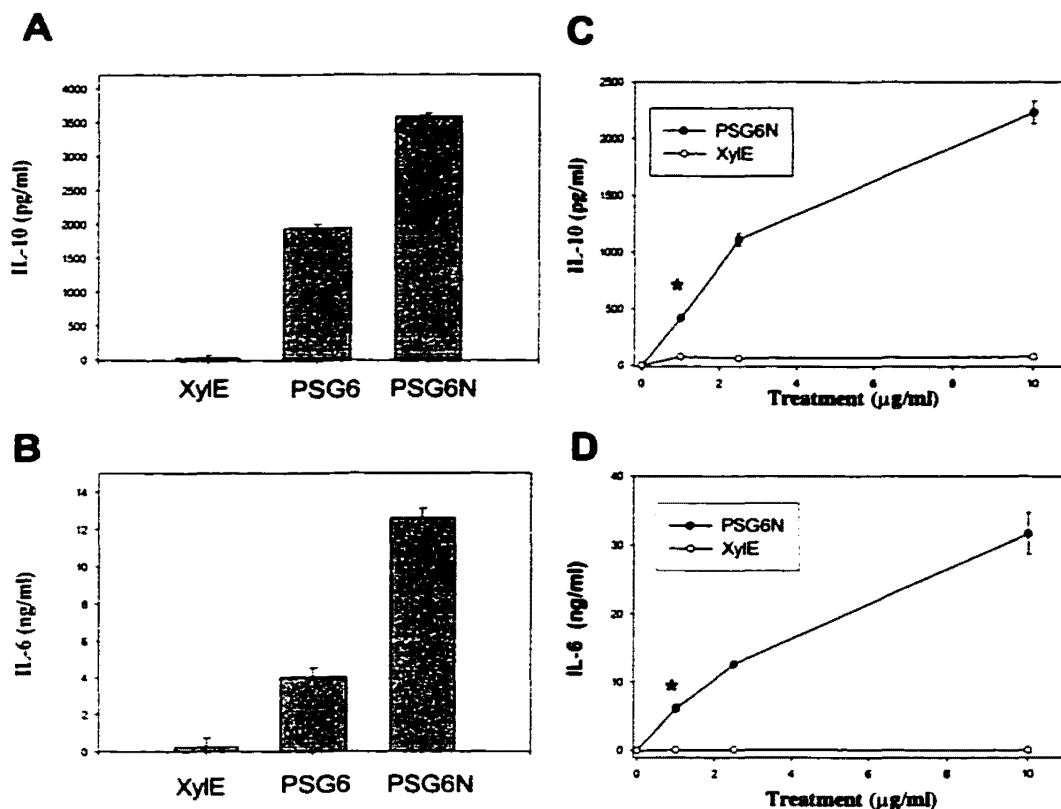 A
4000
3500
3000
2500
2000
1500
1000
500
0
IL-10 (pg/ml)
XylE
PSG6
PSG6N
B
14
12
10
8
6
4
2
0
IL-6 (ng/ml)
XylE
PSG6
PSG6N
C
2500
2000
1500
1000
500
0
IL-10 (pg/ml)
PSG6N
XylE
0
2
4
6
8
10
Treatment (µg/ml)
D
40
30
20
10
0
IL-6 (ng/ml)
PSG6N
XylE
0
2
4
6
8
10
Treatment (µg/ml)